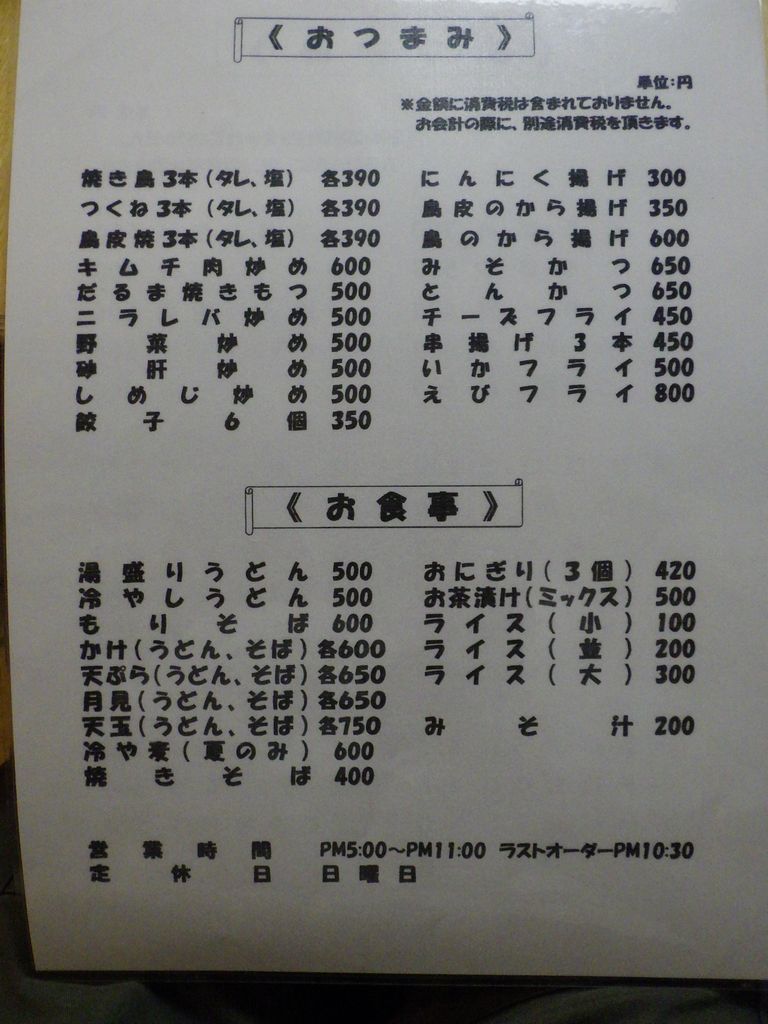 《おつまみ》
単位:円
※金額に消費税は含まれておりません。
お会計の際に、別途消費税を頂きます。
焼き鳥3本(タレ、塩) 各390
つくね3本(タレ、塩) 各390
鳥皮焼3本(タレ、塩) 各390
キムチ肉炒め 600
だるま焼きもつ 500
ニラレバ炒め 500
野菜炒め 500
砂肝炒め 500
しめじ炒め 500
餃子6個 350
にんにく揚げ 300
鳥皮のから揚げ 350
鳥のから揚げ 600
みそかつ 650
とんかつ 650
チーズフライ 450
串揚げ3本 450
いかフライ 500
えびフライ 800
《お食事》
湯盛りうどん 500
冷やしうどん 500
もりそば 600
かけ(うどん、そば) 各600
天ぷら(うどん、そば) 各650
月見(うどん、そば) 各650
天玉(うどん、そば) 各750
冷や麦(夏のみ) 600
焼きそば 400
おにぎり(3個) 420
お茶漬け(ミックス) 500
ライス(小) 100
ライス(並) 200
ライス(大) 300
みそ汁 200
営業時間 PM5:00~PM11:00 ラストオーダーPM10:30
定休日 日曜日